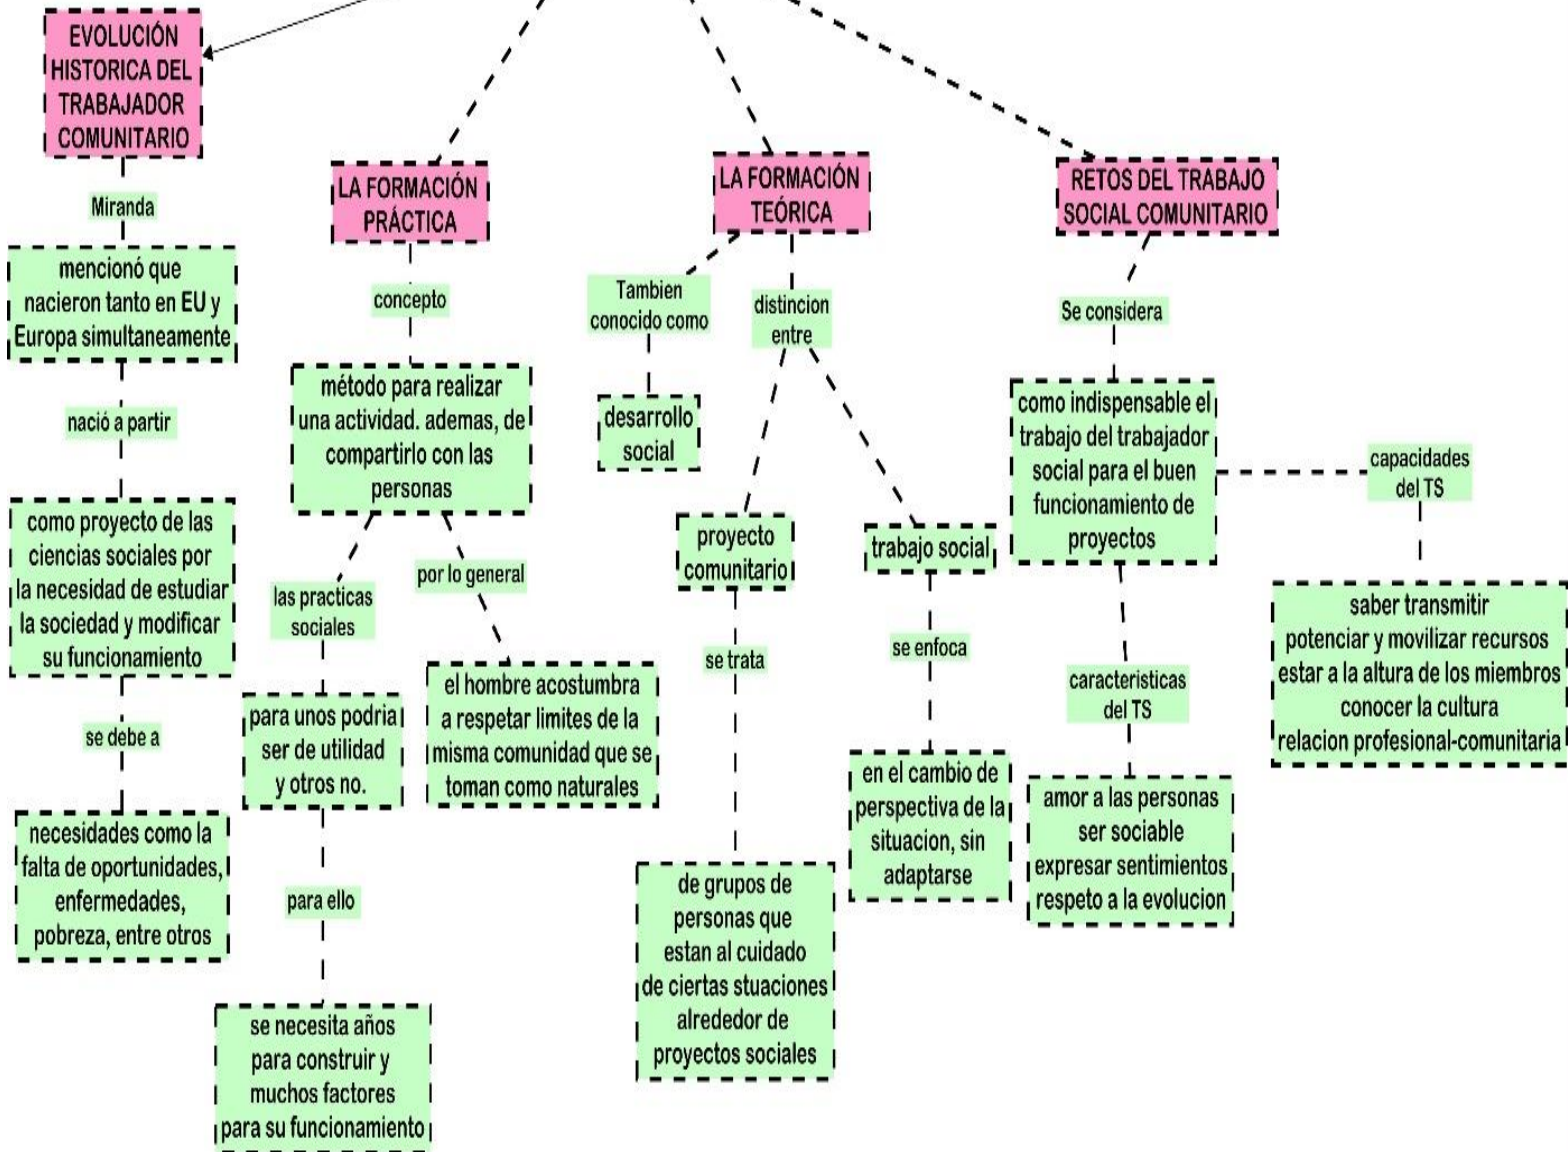 EVOLUCIÓN
HISTORICA DEL
TRABAJADOR
COMUNITARIO
Miranda
mencionó que
nacieron tanto en EU y
Europa simultaneamente
nació a partir
como proyecto de las
ciencias sociales por
la necesidad de estudiar
la sociedad y modificar
su funcionamiento
se debe a
necesidades como la
falta de oportunidades,
enfermedades,
pobreza, entre otros
LA FORMACIÓN
PRÁCTICA
concepto
método para realizar
una actividad. ademas, de
compartirlo con las
personas
las practicas
sociales
para unos podria
ser de utilidad
y otros no.
para ello
se necesita años
para construir y
muchos factores
para su funcionamiento
por lo general
el hombre acostumbra
a respetar limites de la
misma comunidad que se
toman como naturales
LA FORMACIÓN
TEÓRICA
Tambien
conocido como
desarrollo
social
distincion
entre
proyecto
comunitario
se trata
de grupos de
personas que
estan al cuidado
de ciertas stuaciones
alrededor de
proyectos sociales
trabajo social
se enfoca
en el cambio de
perspectiva de la
situacion, sin
adaptarse
RETOS DEL TRABAJO
SOCIAL COMUNITARIO
Se considera
como indispensable el
trabajo del trabajador
social para el buen
funcionamiento de
proyectos
caracteristicas
del TS
amor a las personas
ser sociable
expresar sentimientos
respeto a la evolucion
capacidades
del TS
saber transmitir
potenciar y movilizar recursos
estar a la altura de los miembros
conocer la cultura
relacion profesional-comunitaria